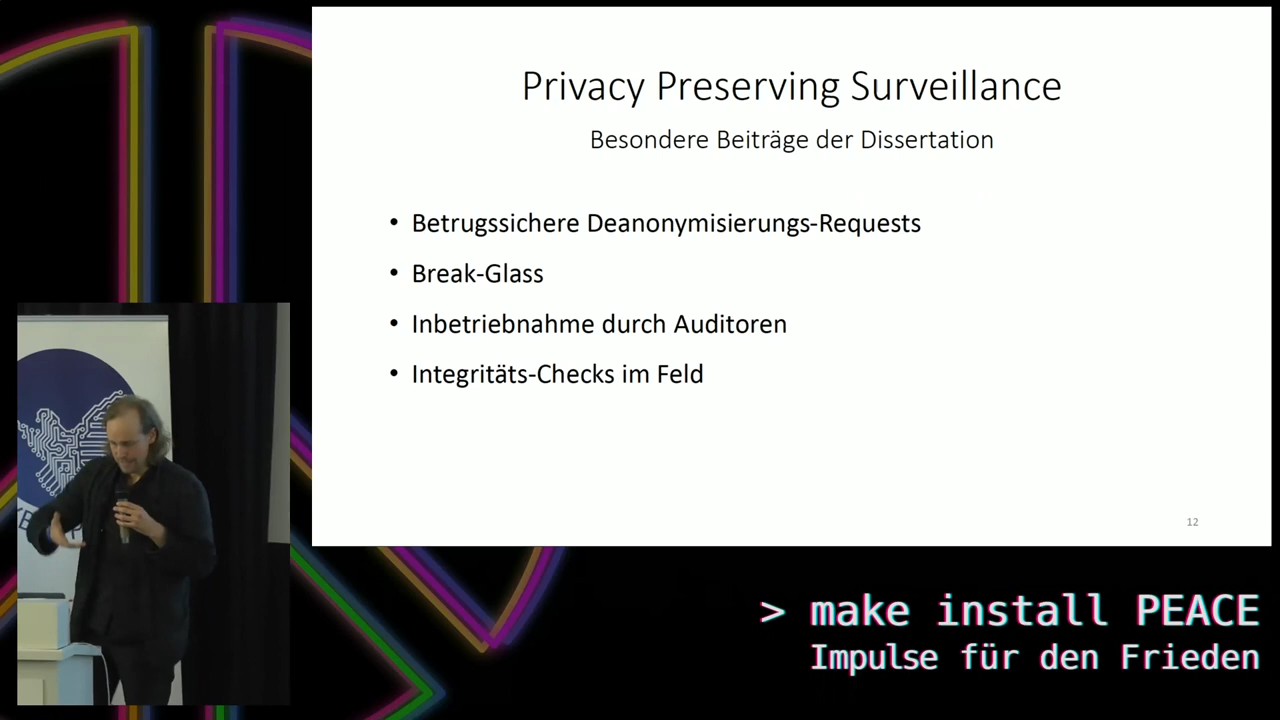 Privacy Preserving Surveillance
Besondere Beiträge der Dissertation
• Betrugssichere Deanonymisierungs-Requests
• Break-Glass
• Inbetriebnahme durch Auditoren
• Integritäts-Checks im Feld
12
> make install PEACE
Impulse für den Frieden